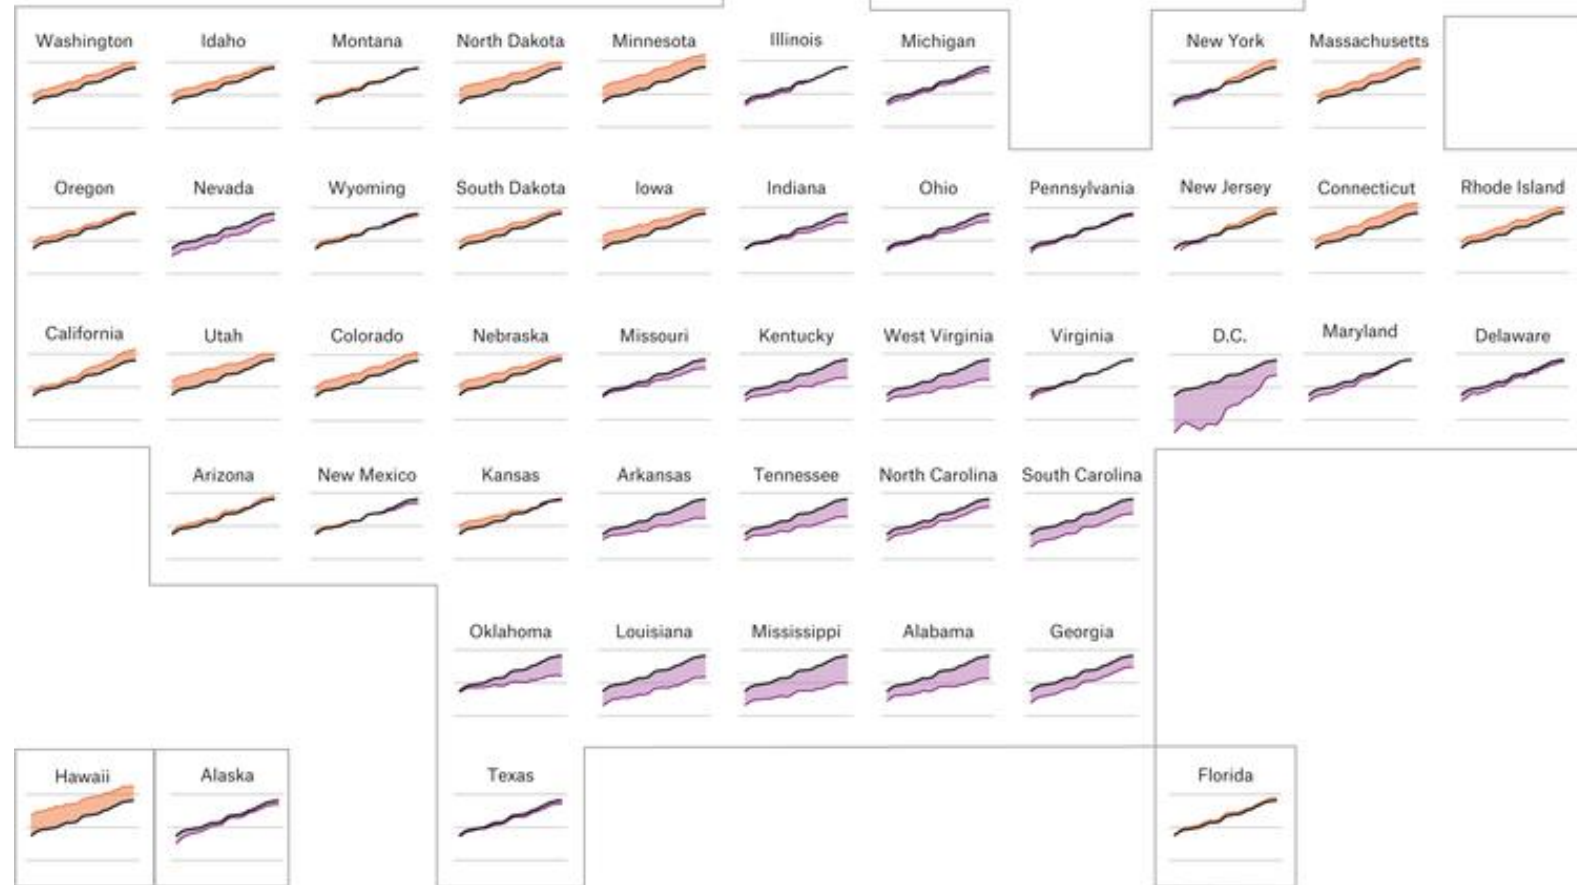 Washington Idaho Montana North Dakota Minnesota Illinois Michigan New York Massachusetts
Oregon Nevada Wyoming South Dakota Iowa Indiana Ohio Pennsylvania New Jersey Connecticut Rhode Island
California Utah Colorado Nebraska Missouri Kentucky West Virginia Virginia D.C. Maryland Delaware
Arizona New Mexico Kansas Arkansas Tennessee North Carolina South Carolina
Oklahoma Louisiana Mississippi Alabama Georgia
Hawaii Alaska Texas Florida